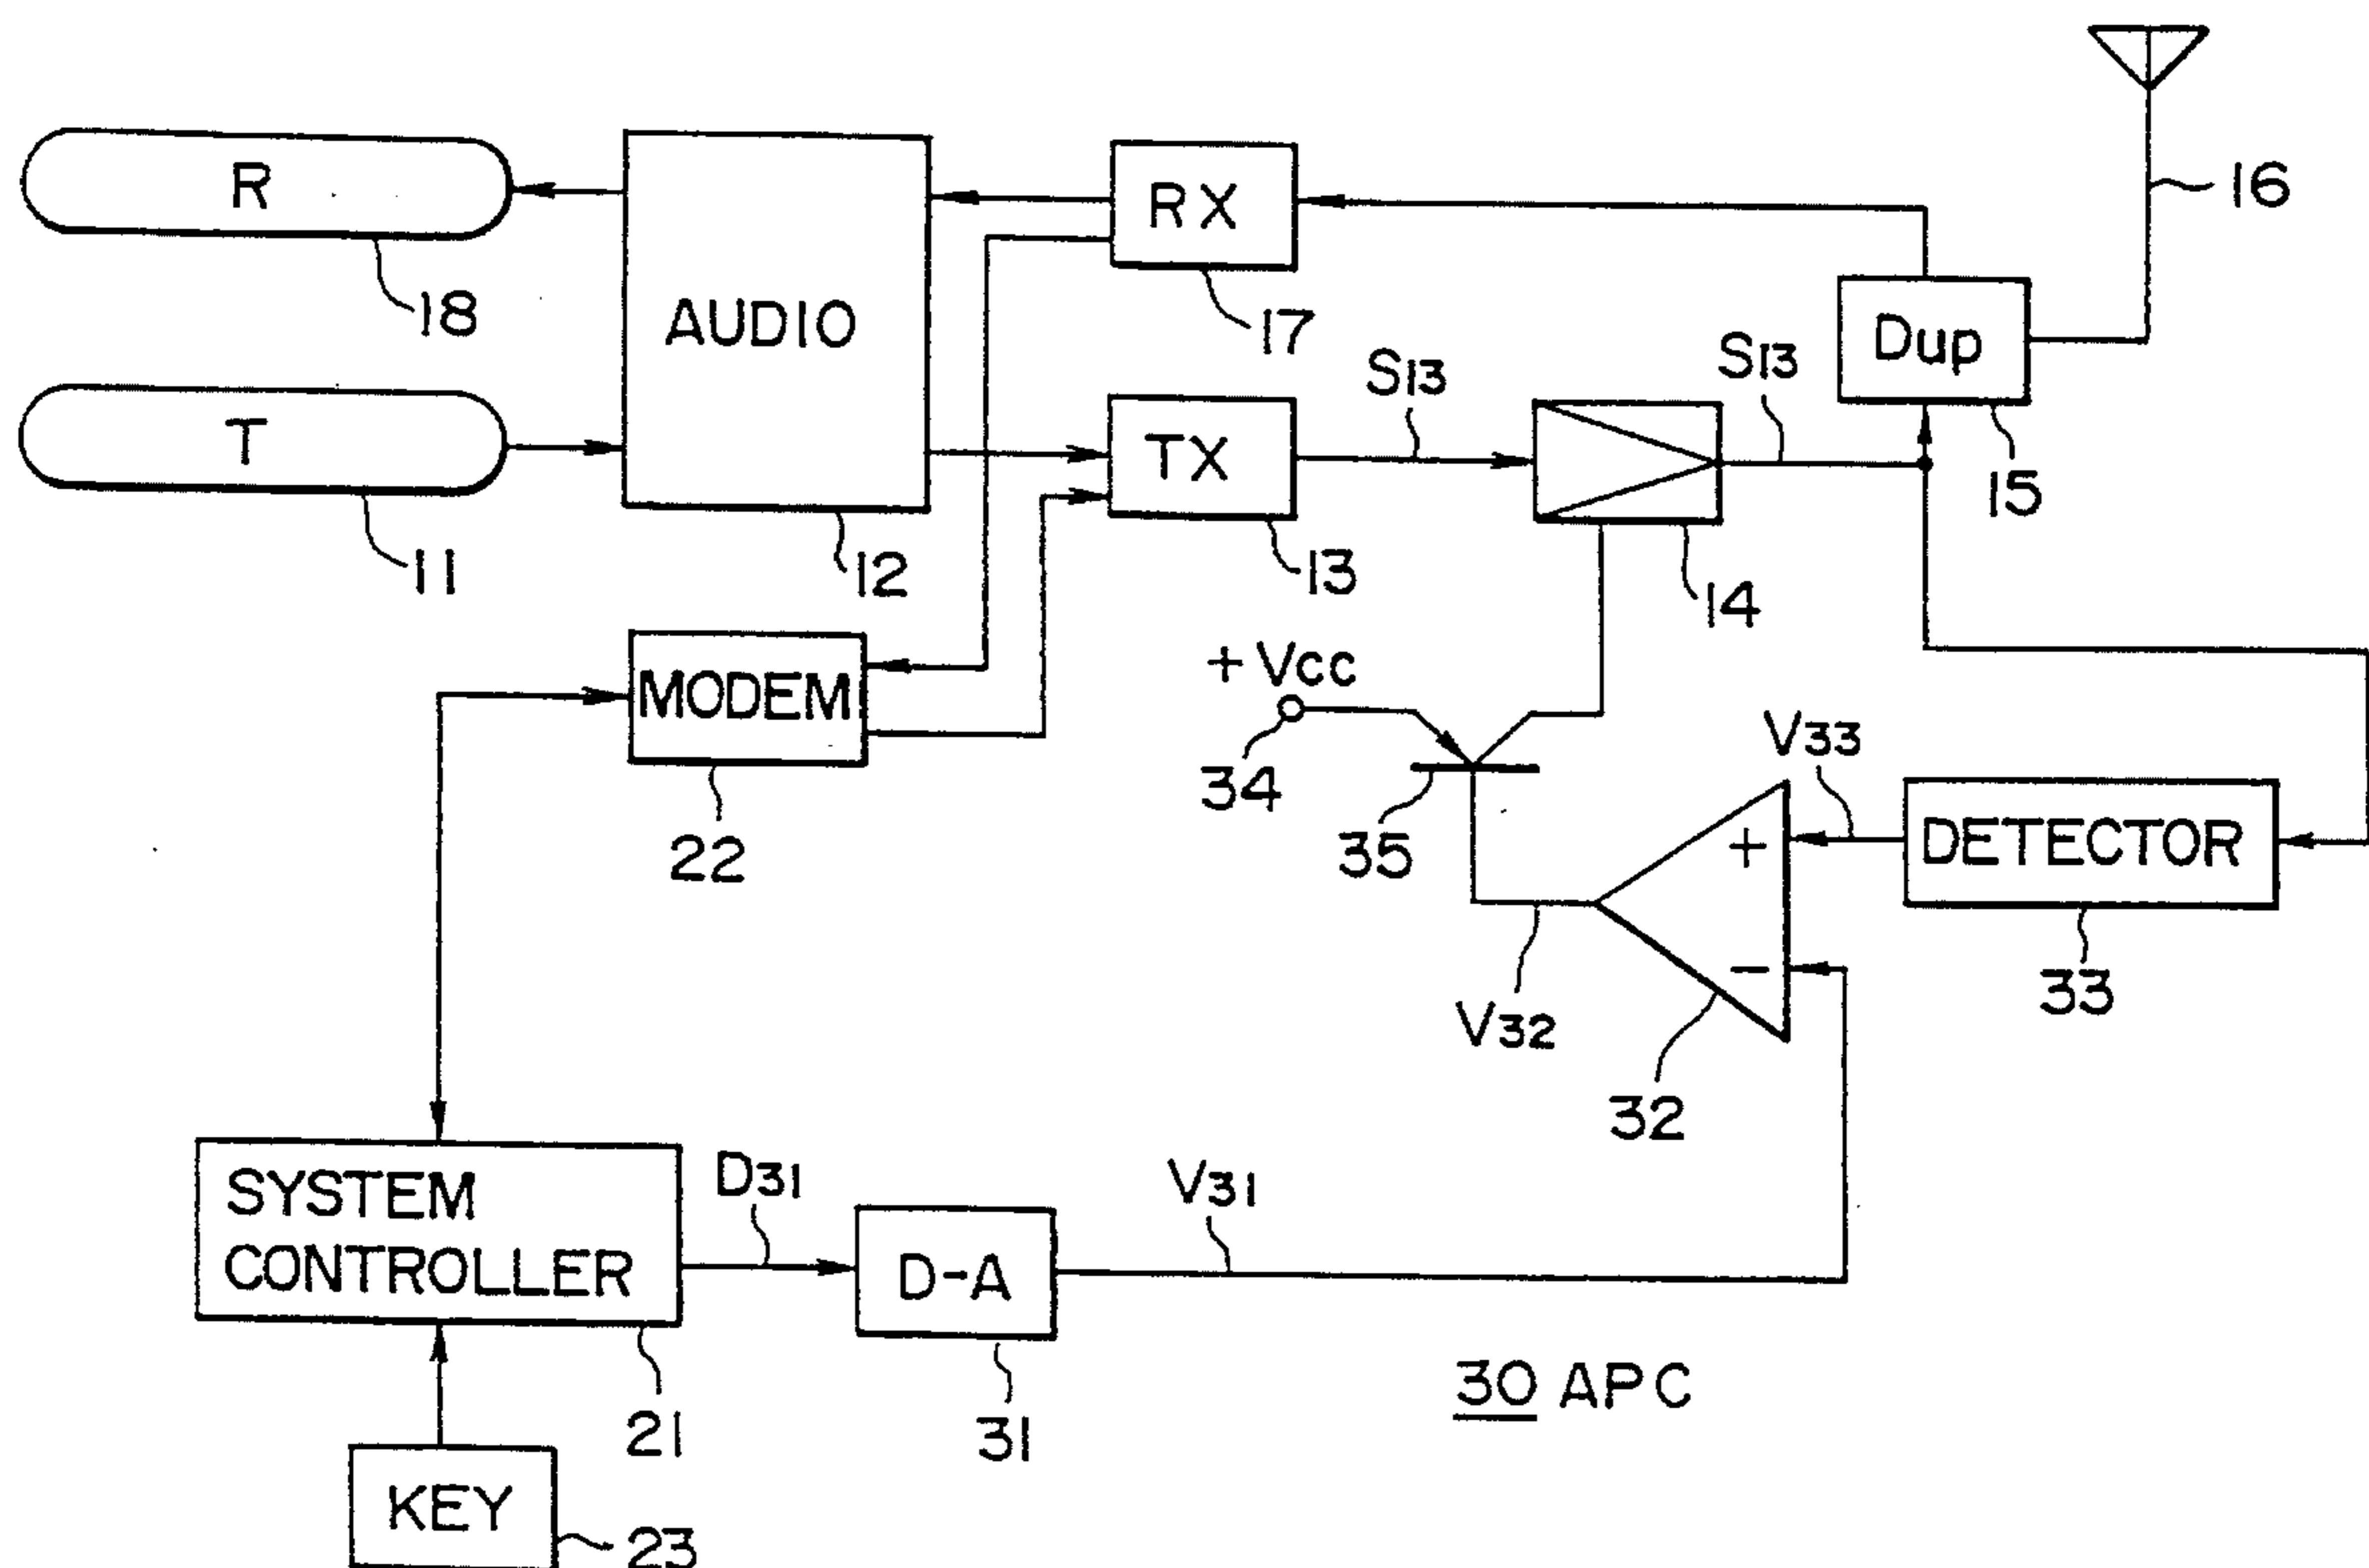 R
18
T
11
AUDIO
12
RX
17
TX
13
S13
14
S13
Dup
15
16
MODEM
22
+ Vcc
34
35
V33
DETECTOR
33
+
−
V32
32
SYSTEM
CONTROLLER
21
D31
D-A
31
V31
30 APC
KEY
23